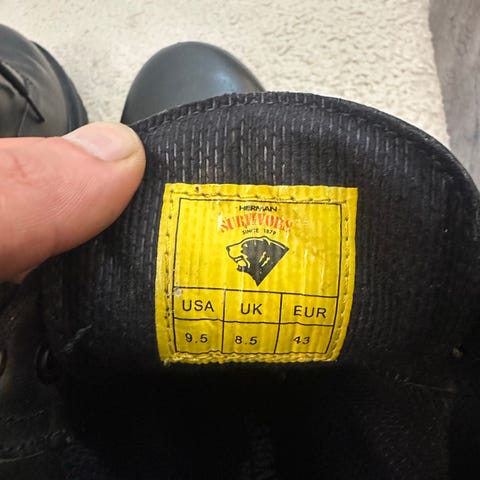 HERMAN
SURVIVORS
SINCE 1879
USA UK EUR
9.5 8.5 43